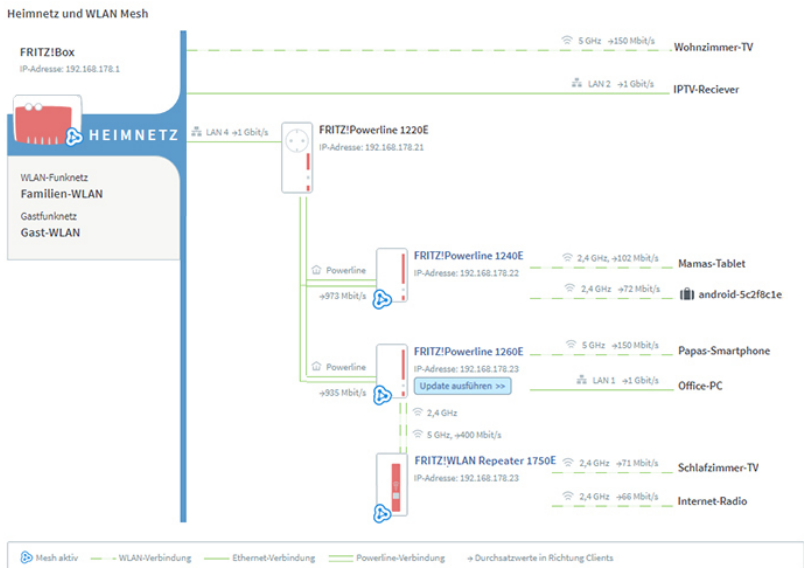 Heimnetz und WLAN Mesh
FRITZ!Box
IP-Adresse: 192.168.178.1
HEIMNETZ
WLAN-Funknetz
Familien-WLAN
Gastfunknetz
Gast-WLAN
5 GHz →150 Mbit/s
Wohnzimmer-TV
LAN 2 →1 Gbit/s
IPTV-Reciever
LAN 4 →1 Gbit/s
FRITZ!Powerline 1220E
IP-Adresse: 192.168.178.21
Powerline
→973 Mbit/s
FRITZ!Powerline 1240E
IP-Adresse: 192.168.178.22
2,4 GHz, →102 Mbit/s
Mamas-Tablet
2,4 GHz →72 Mbit/s
android-5c2f8c1e
Powerline
→935 Mbit/s
FRITZ!Powerline 1260E
IP-Adresse: 192.168.178.23
Update ausführen >>
5 GHz →150 Mbit/s
Papas-Smartphone
LAN 1 →1 Gbit/s
Office-PC
2,4 GHz
5 GHz, →400 Mbit/s
FRITZ!WLAN Repeater 1750E
IP-Adresse: 192.168.178.23
2,4 GHz →71 Mbit/s
Schlafzimmer-TV
2,4 GHz →66 Mbit/s
Internet-Radio
Mesh aktiv WLAN-Verbindung Ethernet-Verbindung Powerline-Verbindung → Durchsatzwerte in Richtung Clients